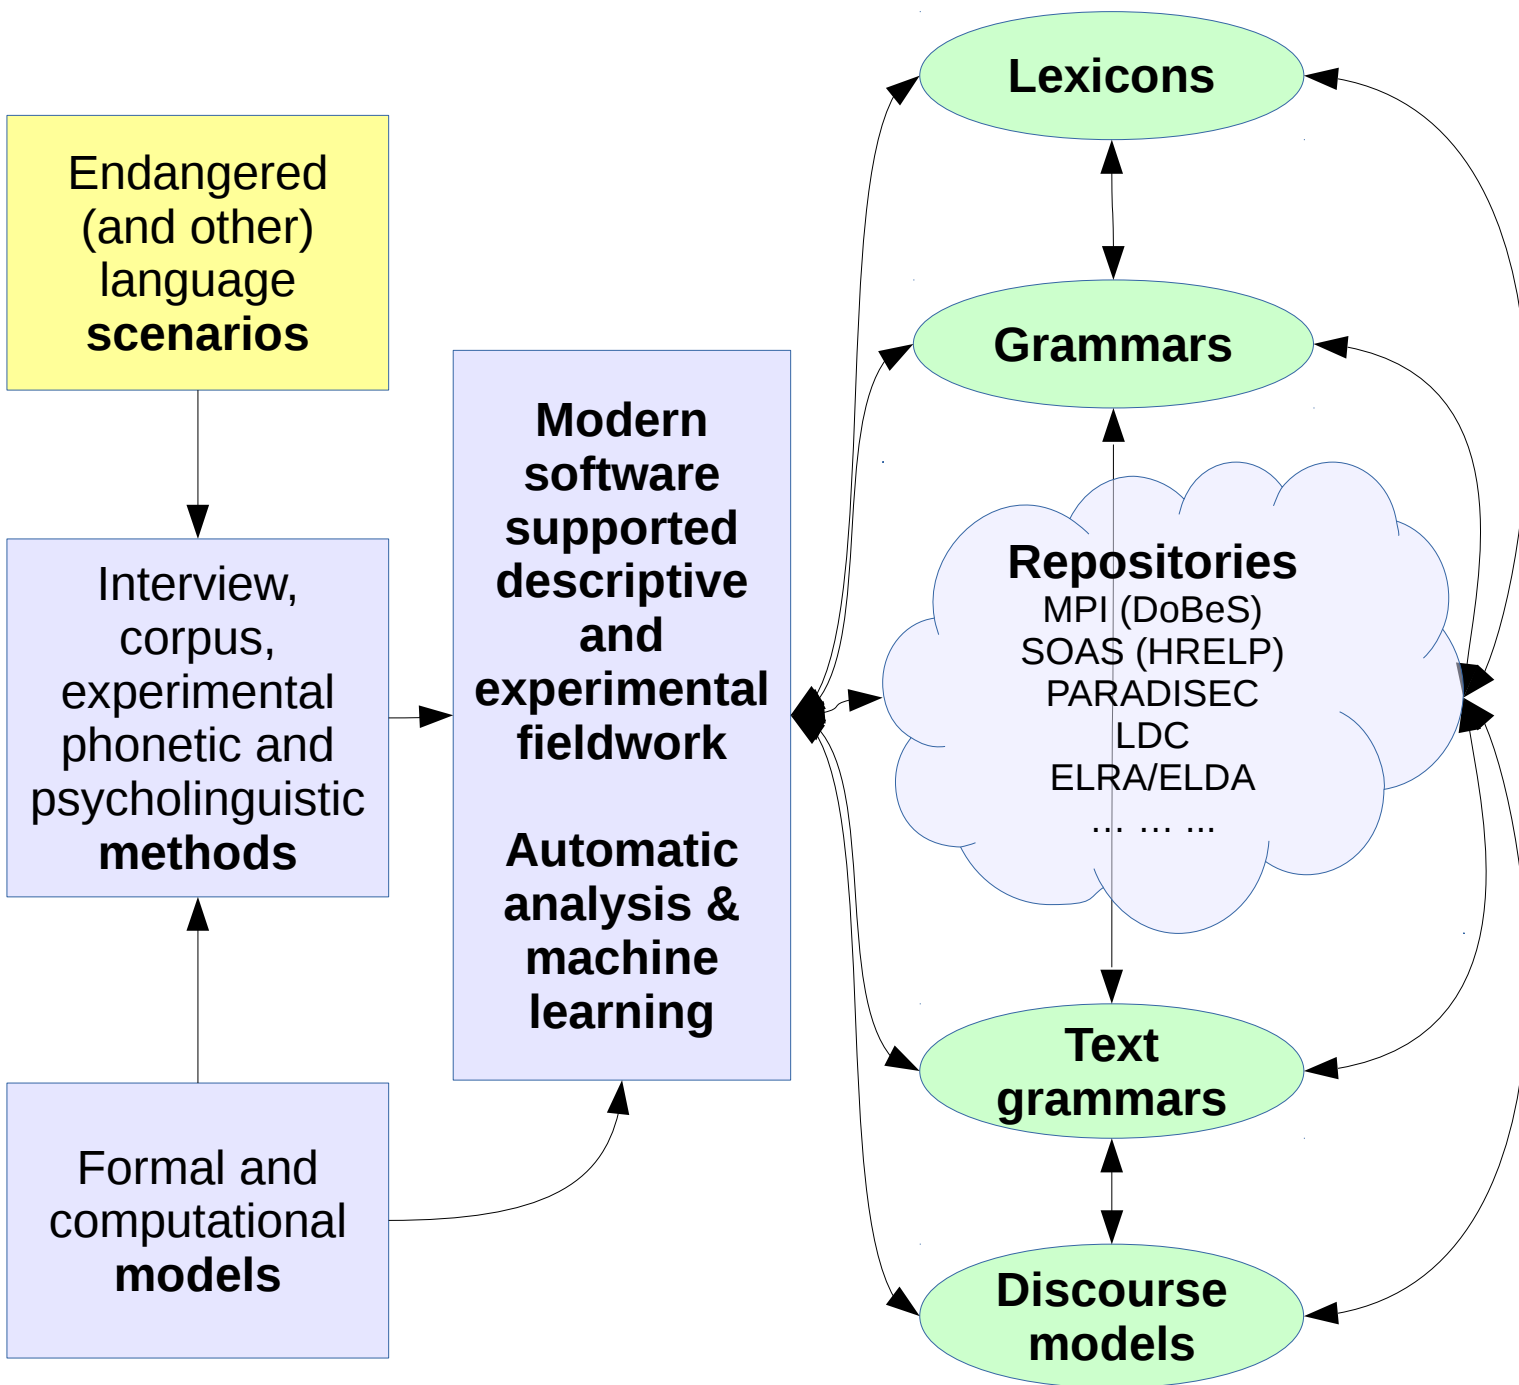 Endangered
(and other)
language
scenarios
Interview,
corpus,
experimental
phonetic and
psycholinguistic
methods
Formal and
computational
models
Modern
software
supported
descriptive
and
experimental
fieldwork
Automatic
analysis &
machine
learning
Lexicons
Grammars
Repositories
MPI (DoBeS)
SOAS (HRELP)
PARADISEC
LDC
ELRA/ELDA
… … ...
Text
grammars
Discourse
models